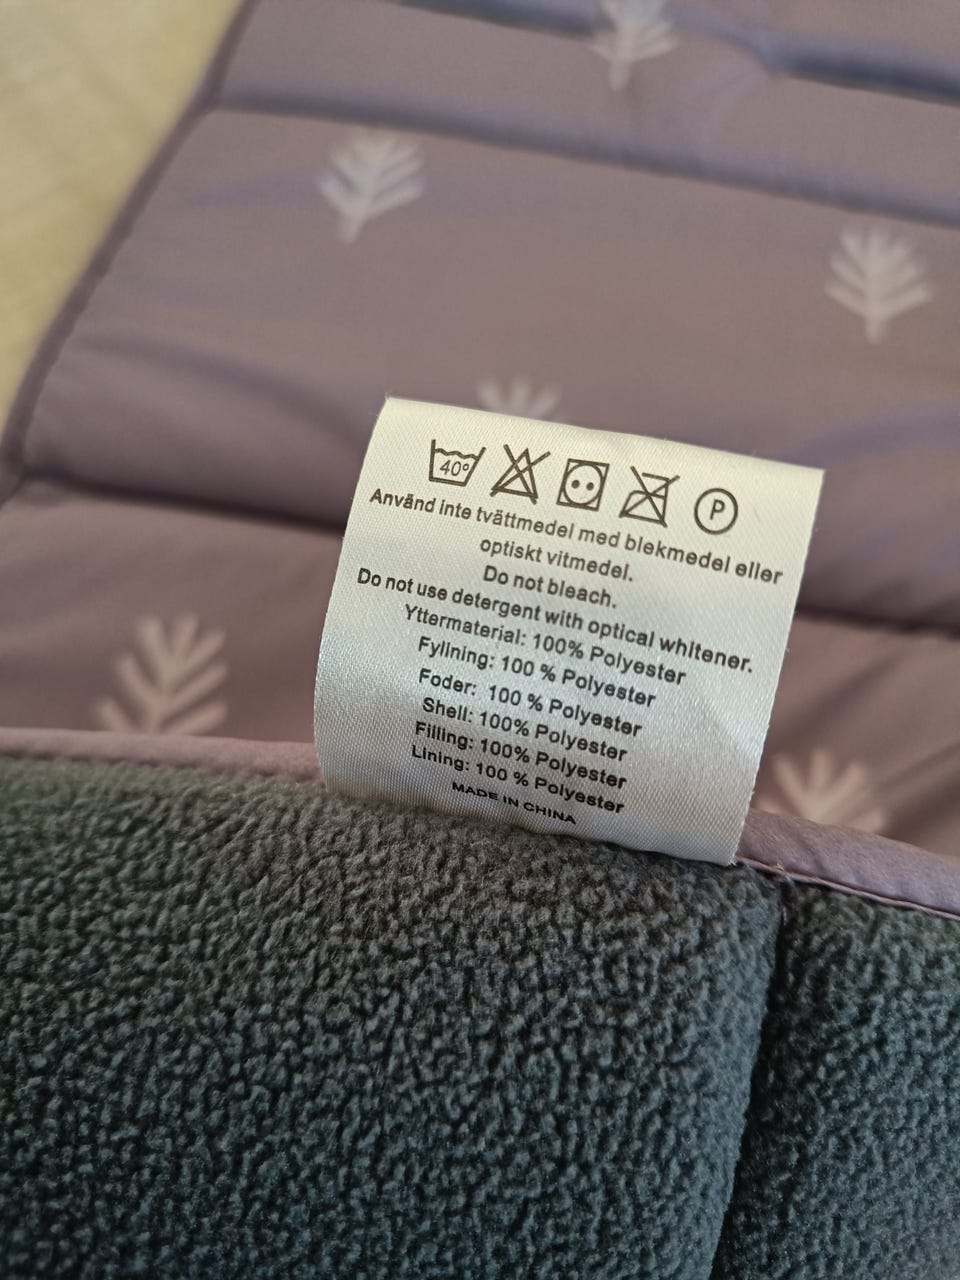 40°
P
Använd inte tvättmedel med blekmedel eller
optiskt vitmedel.
Do not bleach.
Do not use detergent with optical whitener.
Yttermaterial: 100% Polyester
Fyllning: 100 % Polyester
Foder: 100 % Polyester
Shell: 100% Polyester
Filling: 100% Polyester
Lining: 100 % Polyester
MADE IN CHINA